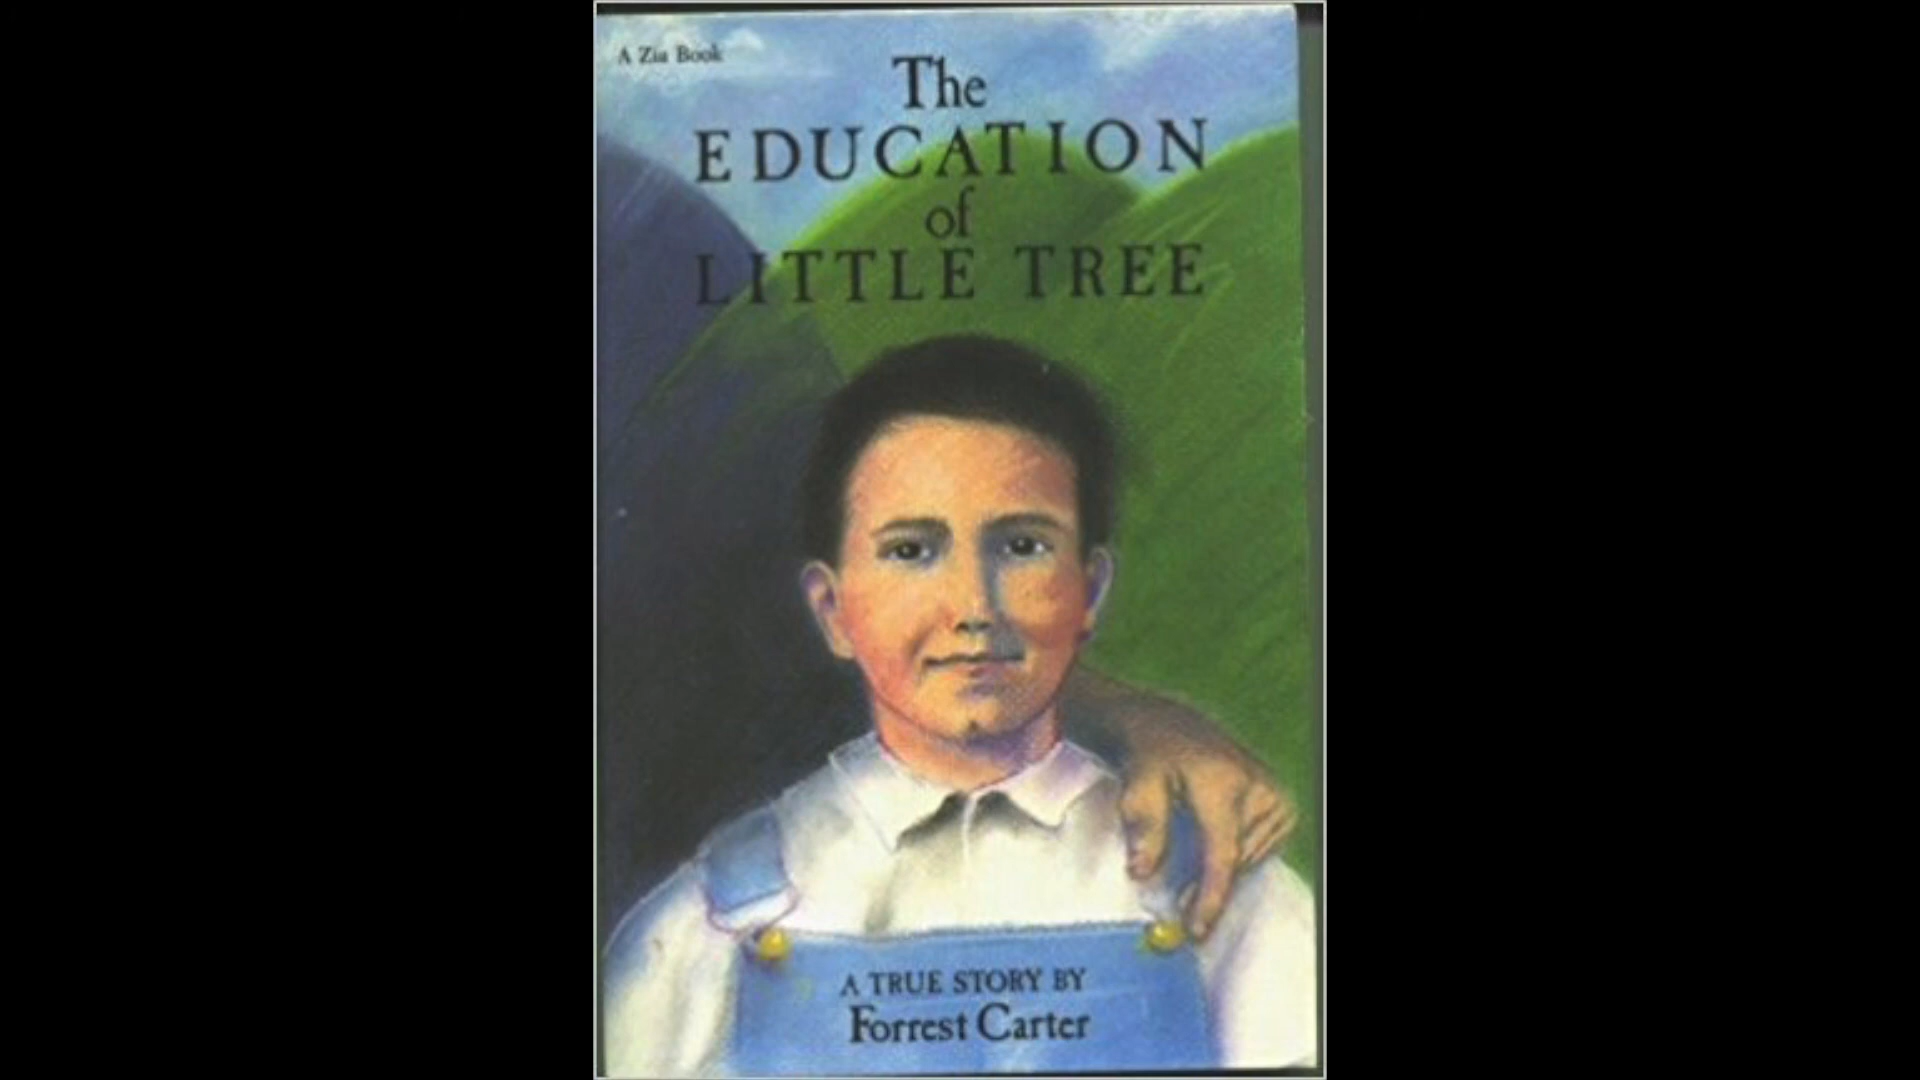 A Zia Book
The
EDUCATION
of
LITTLE TREE
A TRUE STORY BY
Forrest Carter